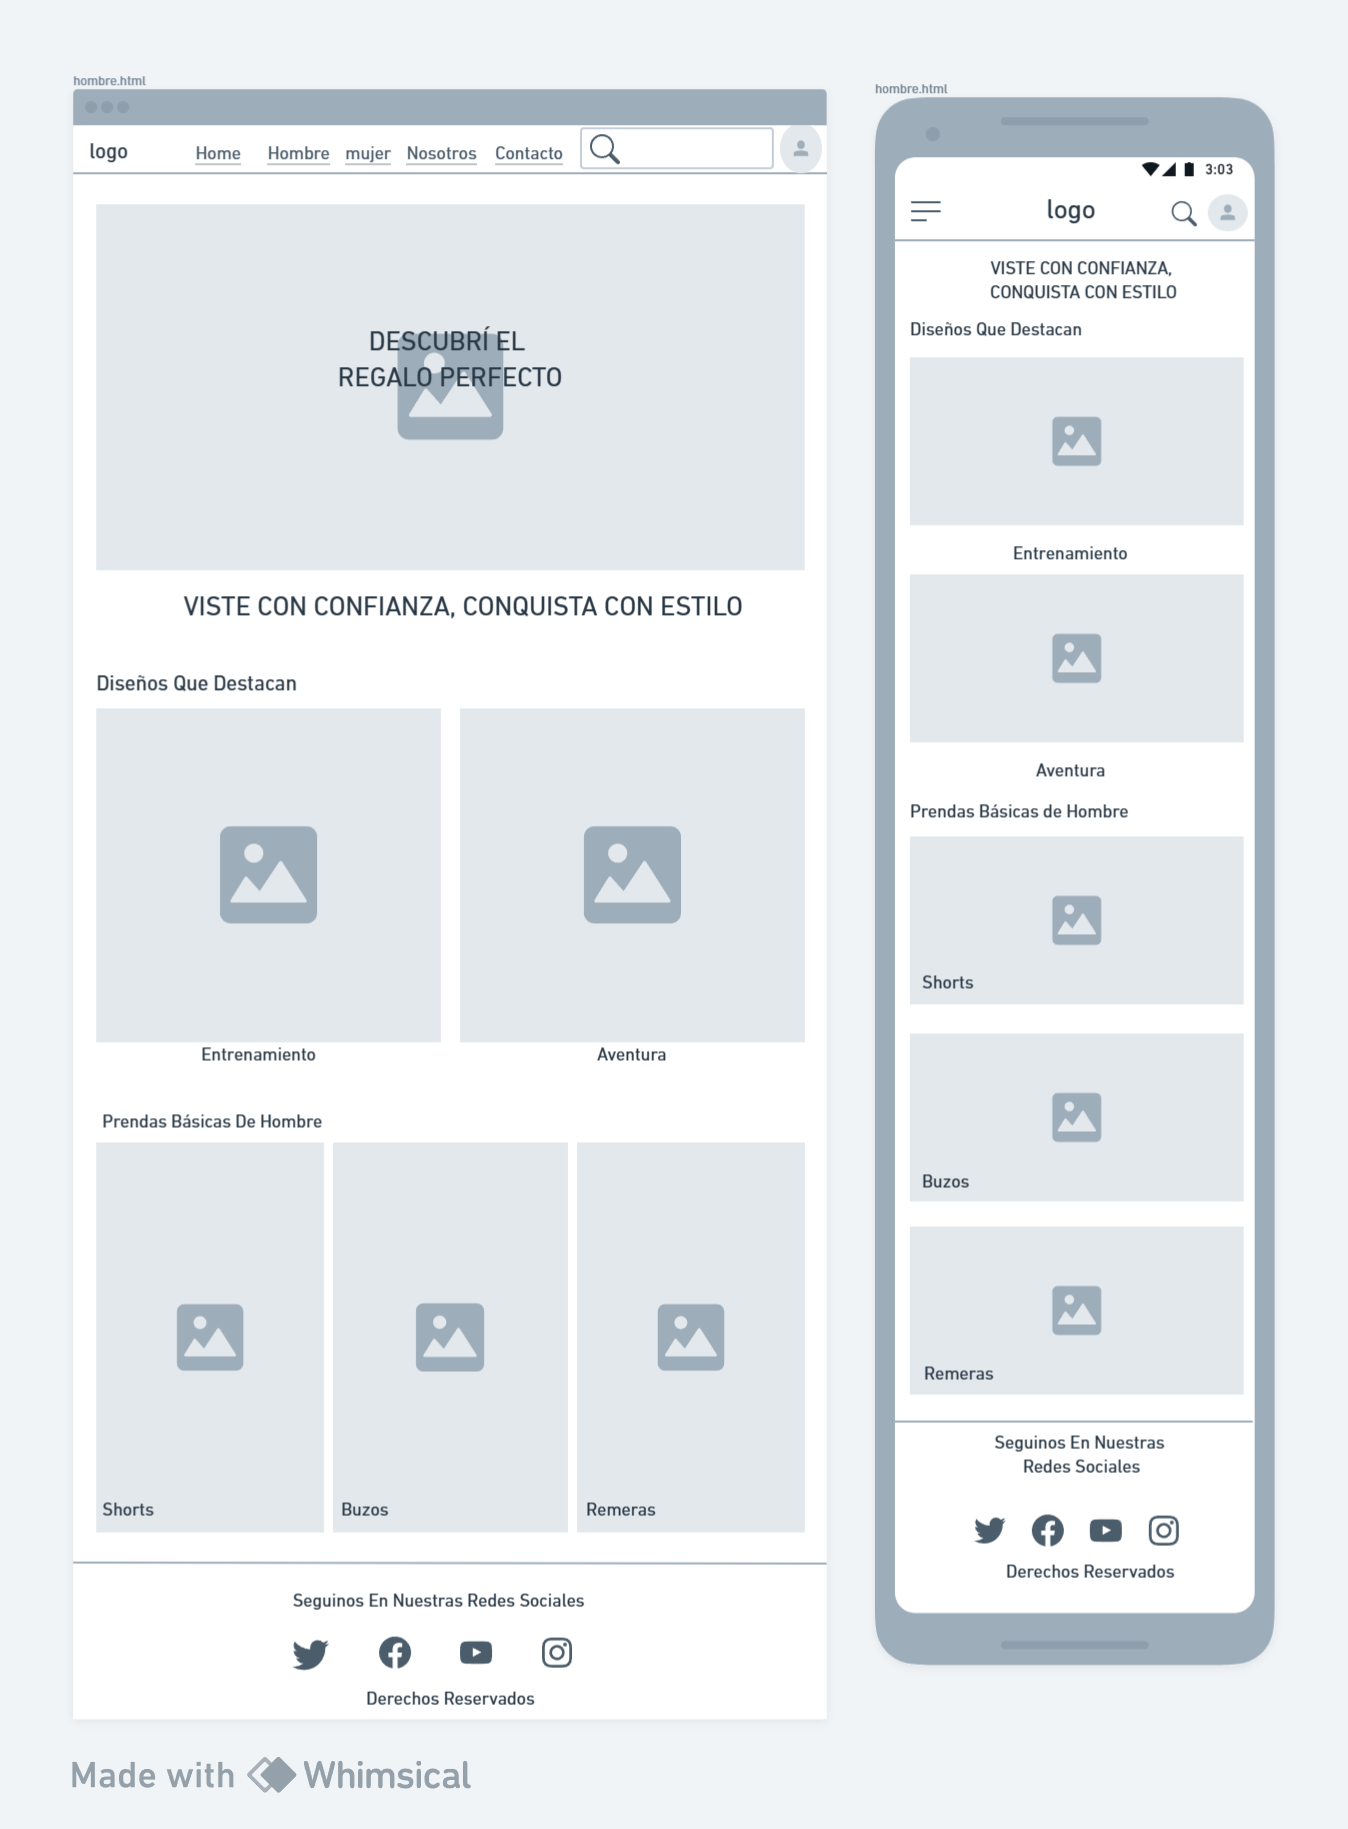 hombre.html
logo
Home Hombre mujer Nosotros Contacto
DESCUBRÍ EL
REGALO PERFECTO
VISTE CON CONFIANZA, CONQUISTA CON ESTILO
Diseños Que Destacan
Entrenamiento
Aventura
Prendas Básicas De Hombre
Shorts
Buzos
Remeras
Seguinos En Nuestras Redes Sociales
Derechos Reservados
hombre.html
3:03
logo
VISTE CON CONFIANZA,
CONQUISTA CON ESTILO
Diseños Que Destacan
Entrenamiento
Aventura
Prendas Básicas de Hombre
Shorts
Buzos
Remeras
Seguinos En Nuestras
Redes Sociales
Derechos Reservados
Made with Whimsical